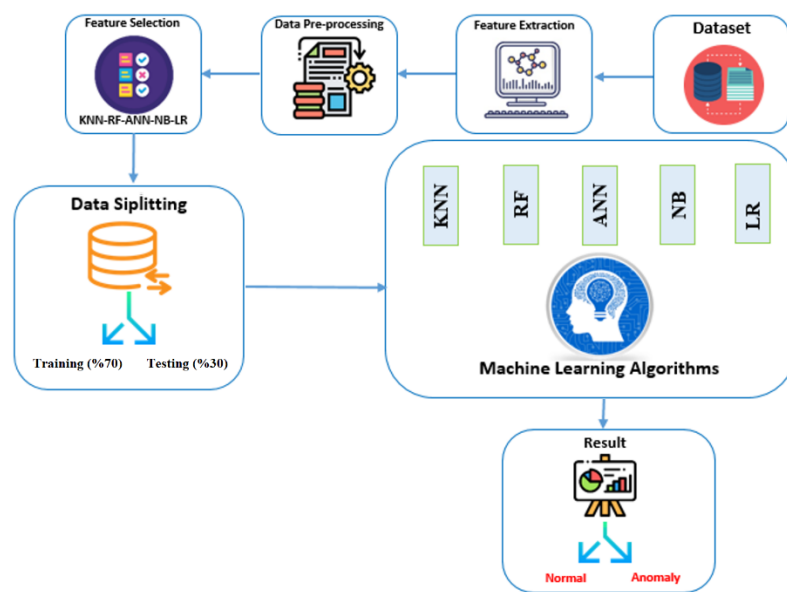 Feature Selection
KNN-RF-ANN-NB-LR
Data Pre-processing
Feature Extraction
Dataset
Data Siplitting
Training (%70) Testing (%30)
KNN
RF
ANN
NB
LR
Machine Learning Algorithms
Result
Normal Anomaly